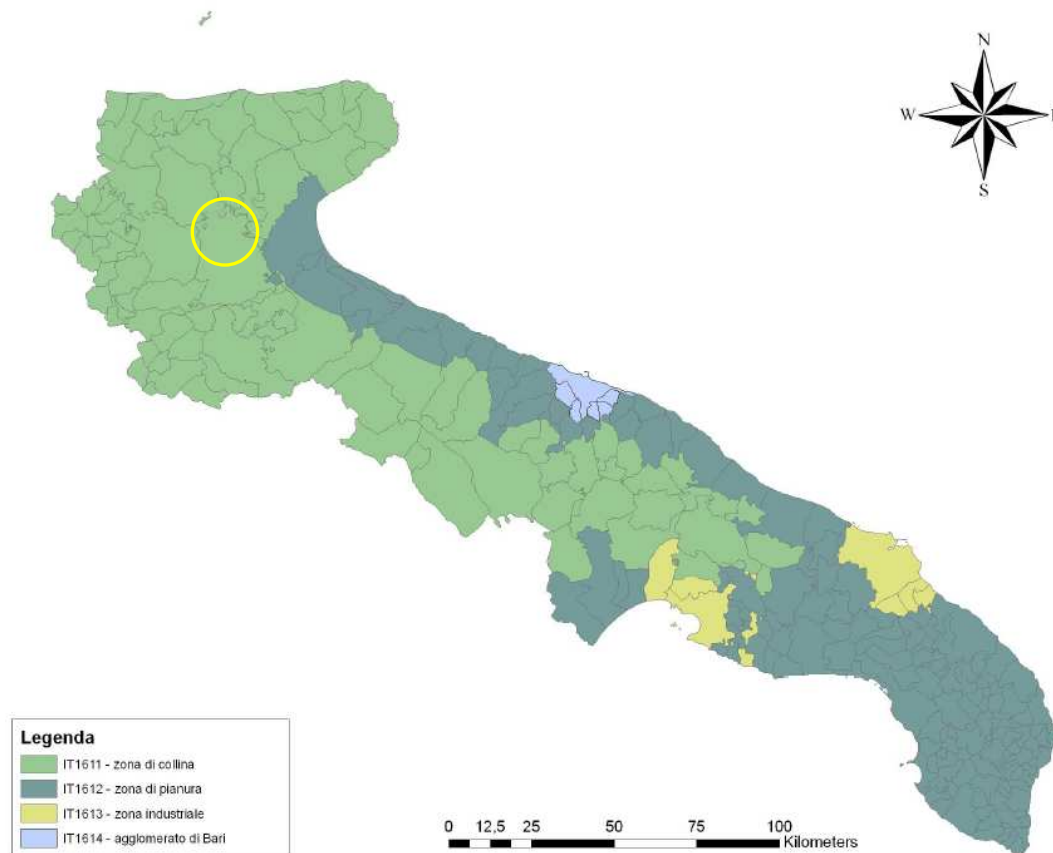 N
W
S
Legenda
IT1611 - zona di collina
IT1612 - zona di pianura
IT1613 - zona industriale
IT1614 - agglomerato di Bari
0 12,5 25 50 75 100
Kilometers